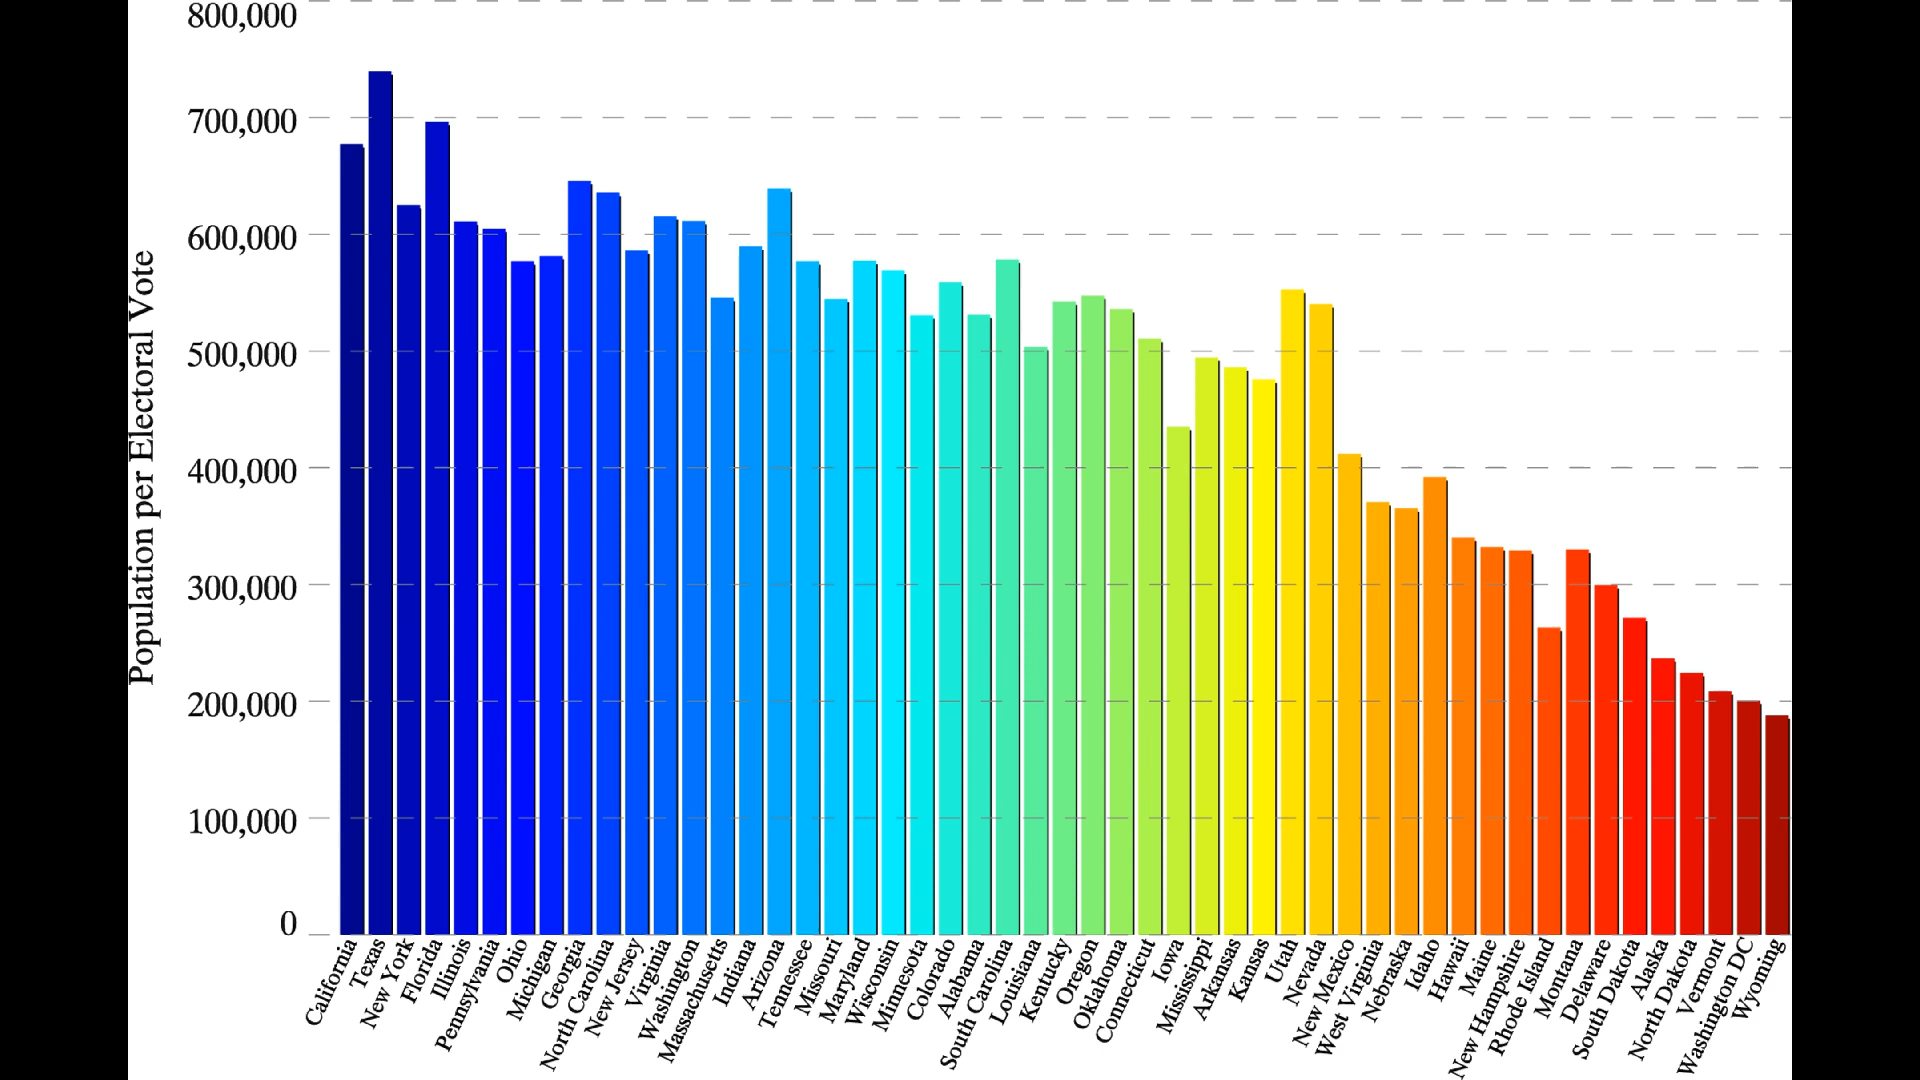 800,000
700,000
600,000
500,000
400,000
300,000
200,000
100,000
0
Population per Electoral Vote
California
Texas
New York
Florida
Illinois
Pennsylvania
Ohio
Michigan
Georgia
North Carolina
New Jersey
Virginia
Washington
Massachusetts
Indiana
Arizona
Tennessee
Missouri
Maryland
Wisconsin
Minnesota
Colorado
Alabama
South Carolina
Louisiana
Kentucky
Oregon
Oklahoma
Connecticut
Iowa
Mississippi
Arkansas
Kansas
Utah
Nevada
New Mexico
West Virginia
Nebraska
Idaho
Hawaii
Maine
New Hampshire
Rhode Island
Montana
Delaware
South Dakota
Alaska
North Dakota
Vermont
Washington DC
Wyoming